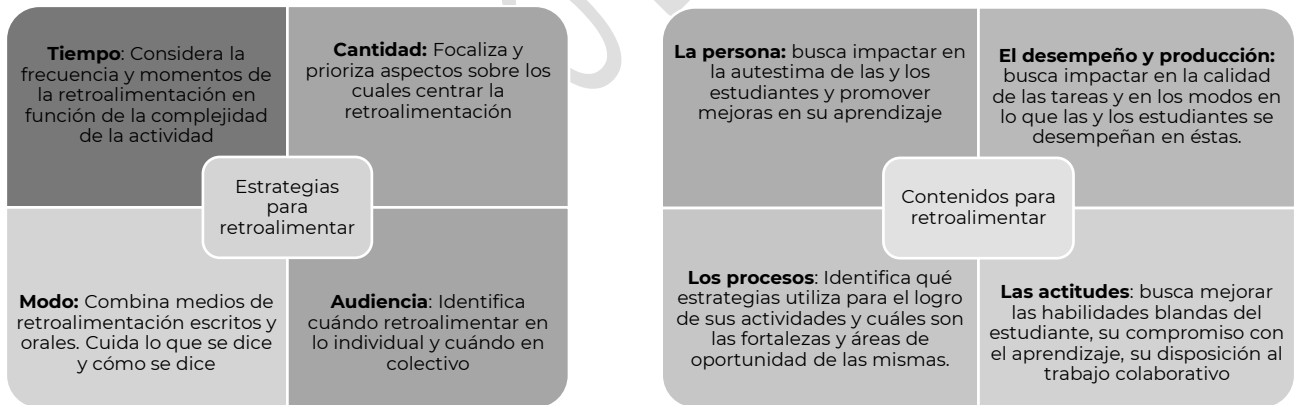 Tiempo: Considera la
frecuencia y momentos de
la retroalimentación en
función de la complejidad
de la actividad
Cantidad: Focaliza y
prioriza aspectos sobre los
cuales centrar la
retroalimentación
Estrategias
para
retroalimentar
Modo: Combina medios de
retroalimentación escritos y
orales. Cuida lo que se dice
y cómo se dice
Audiencia: Identifica
cuándo retroalimentar en
lo individual y cuándo en
colectivo
La persona: busca impactar en
la autestima de las y los
estudiantes y promover
mejoras en su aprendizaje
El desempeño y producción:
busca impactar en la calidad
de las tareas y en los modos en
lo que las y los estudiantes se
desempeñan en éstas.
Contenidos para
retroalimentar
Los procesos: Identifica qué
estrategias utiliza para el logro
de sus actividades y cuáles son
las fortalezas y áreas de
oportunidad de las mismas.
Las actitudes: busca mejorar
las habilidades blandas del
estudiante, su compromiso con
el aprendizaje, su disposición al
trabajo colaborativo